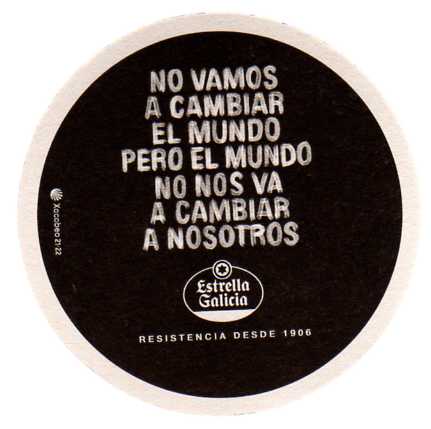 NO VAMOS
A CAMBIAR
EL MUNDO
PERO EL MUNDO
NO NOS VA
A CAMBIAR
A NOSOTROS
Xacobeo 21·22
Estrella
Galicia
RESISTENCIA DESDE 1906